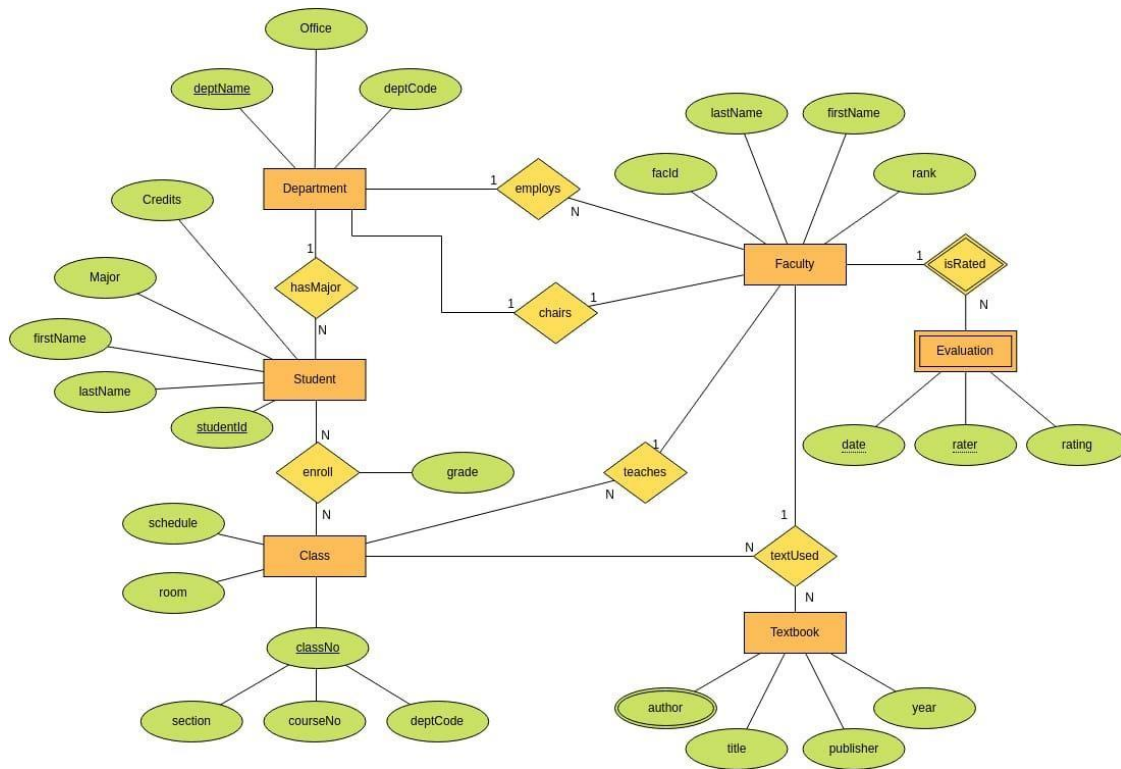 Office
deptName
deptCode
lastName
firstName
Department
1
employs
N
facId
rank
Credits
1
hasMajor
N
Faculty
1
isRated
N
Major
1
chairs
1
firstName
lastName
Student
studentId
Evaluation
date
rater
rating
N
enroll
grade
N
1
teaches
N
schedule
Class
room
1
N
textUsed
N
classNo
section
courseNo
deptCode
Textbook
author
title
publisher
year